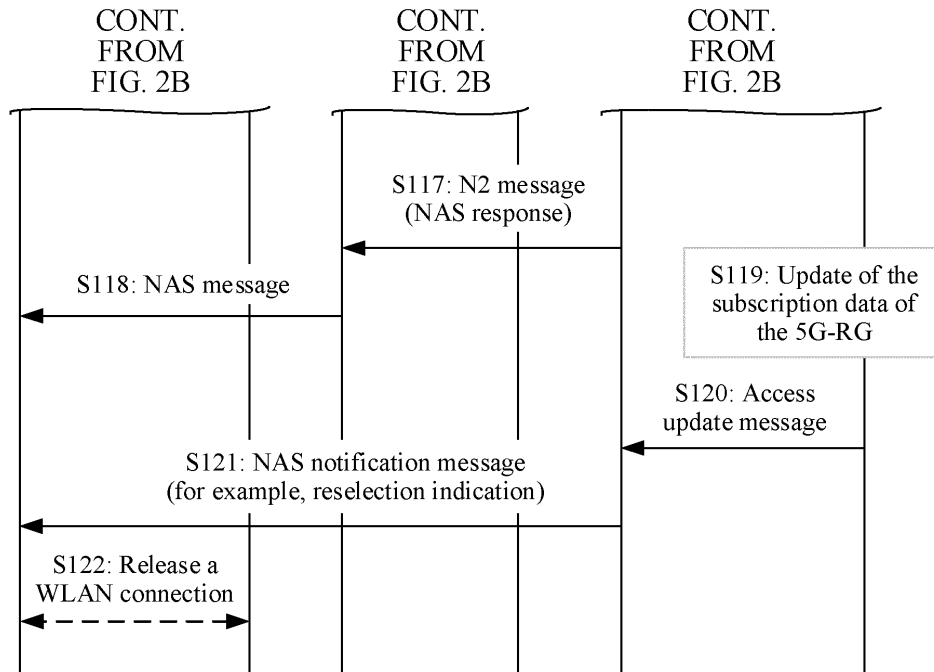 CONT.
FROM
FIG. 2B
CONT.
FROM
FIG. 2B
CONT.
FROM
FIG. 2B
S117: N2 message
(NAS response)
S118: NAS message
S119: Update of the
subscription data of
the 5G-RG
S120: Access
update message
S121: NAS notification message
(for example, reselection indication)
S122: Release a
WLAN connection